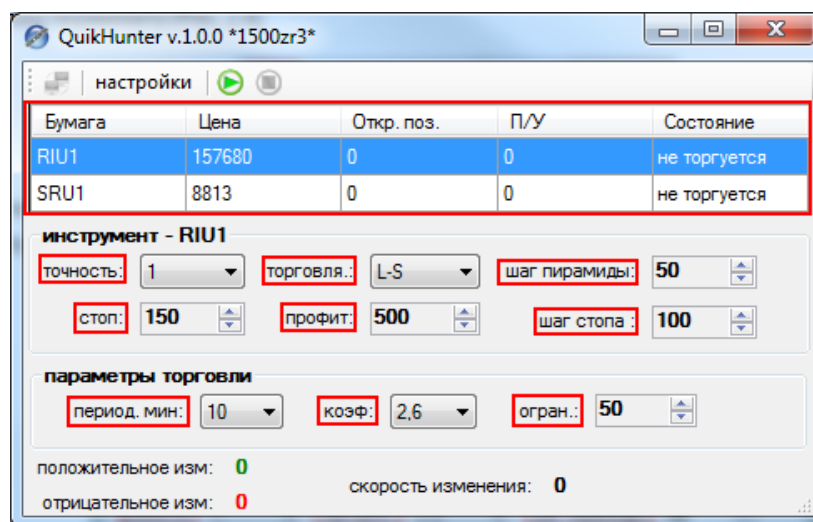 QuikHunter v.1.0.0 *1500zr3*
настройки
Бумага Цена Откр. поз. П/У Состояние
RIU1 157680 0 0 не торгуется
SRU1 8813 0 0 не торгуется
инструмент - RIU1
точность: 1 торговля.: L-S шаг пирамиды: 50
стоп: 150 профит: 500 шаг стопа : 100
параметры торговли
период. мин: 10 коэф: 2,6 огран.: 50
положительное изм: 0
скорость изменения: 0
отрицательное изм: 0